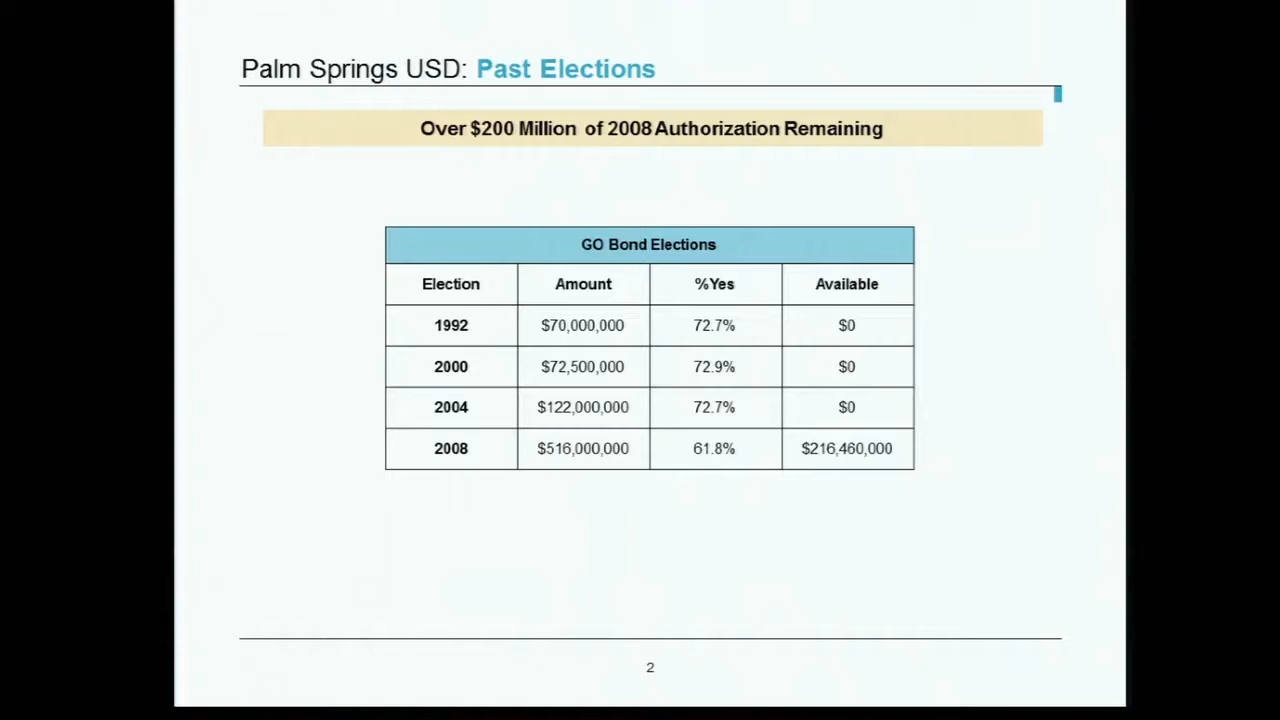 Palm Springs USD: Past Elections
Over $200 Million of 2008 Authorization Remaining
GO Bond Elections
Election Amount %Yes Available
1992 $70,000,000 72.7% $0
2000 $72,500,000 72.9% $0
2004 $122,000,000 72.7% $0
2008 $516,000,000 61.8% $216,460,000
2